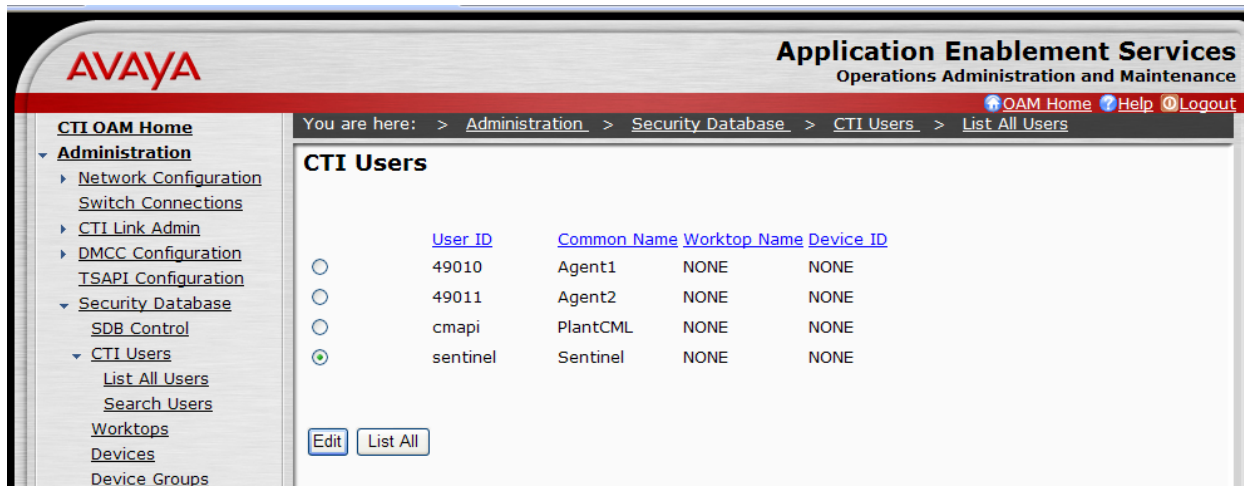 AVAYA
Application Enablement Services
Operations Administration and Maintenance
OAM Home Help Logout
You are here: > Administration > Security Database > CTI Users > List All Users
CTI OAM Home
Administration
Network Configuration
Switch Connections
CTI Link Admin
DMCC Configuration
TSAPI Configuration
Security Database
SDB Control
CTI Users
List All Users
Search Users
Worktops
Devices
Device Groups
CTI Users
User ID Common Name Worktop Name Device ID
49010 Agent1 NONE NONE
49011 Agent2 NONE NONE
cmapi PlantCML NONE NONE
sentinel Sentinel NONE NONE
Edit List All